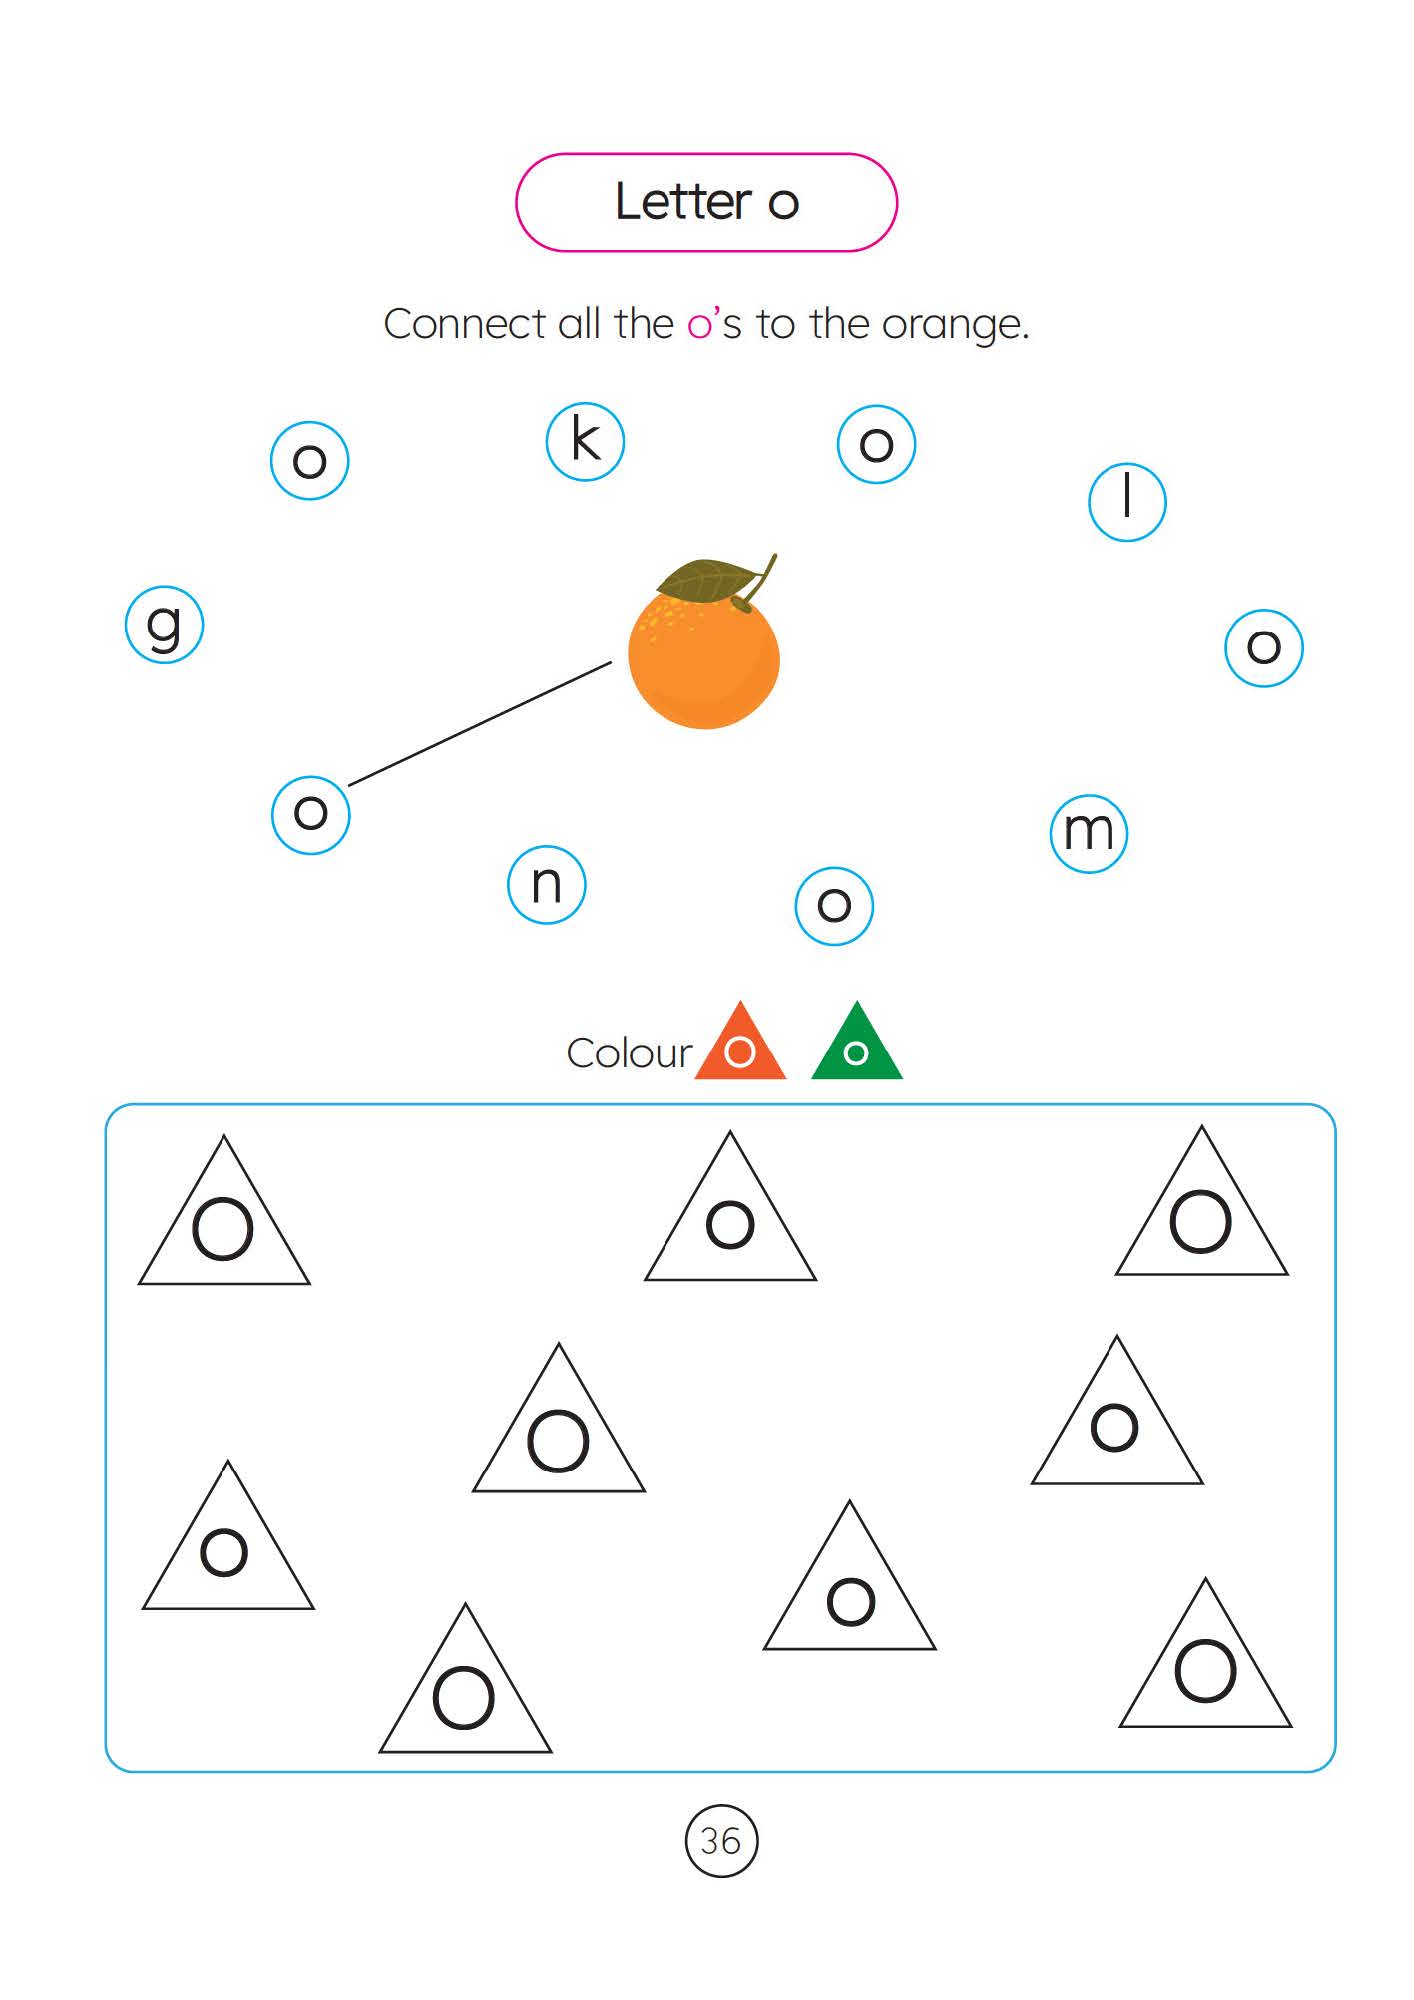 Letter o
Connect all the o's to the orange.
o k o l
g o
o n o m
Colour O o
O o O
O o
o o
O O
36